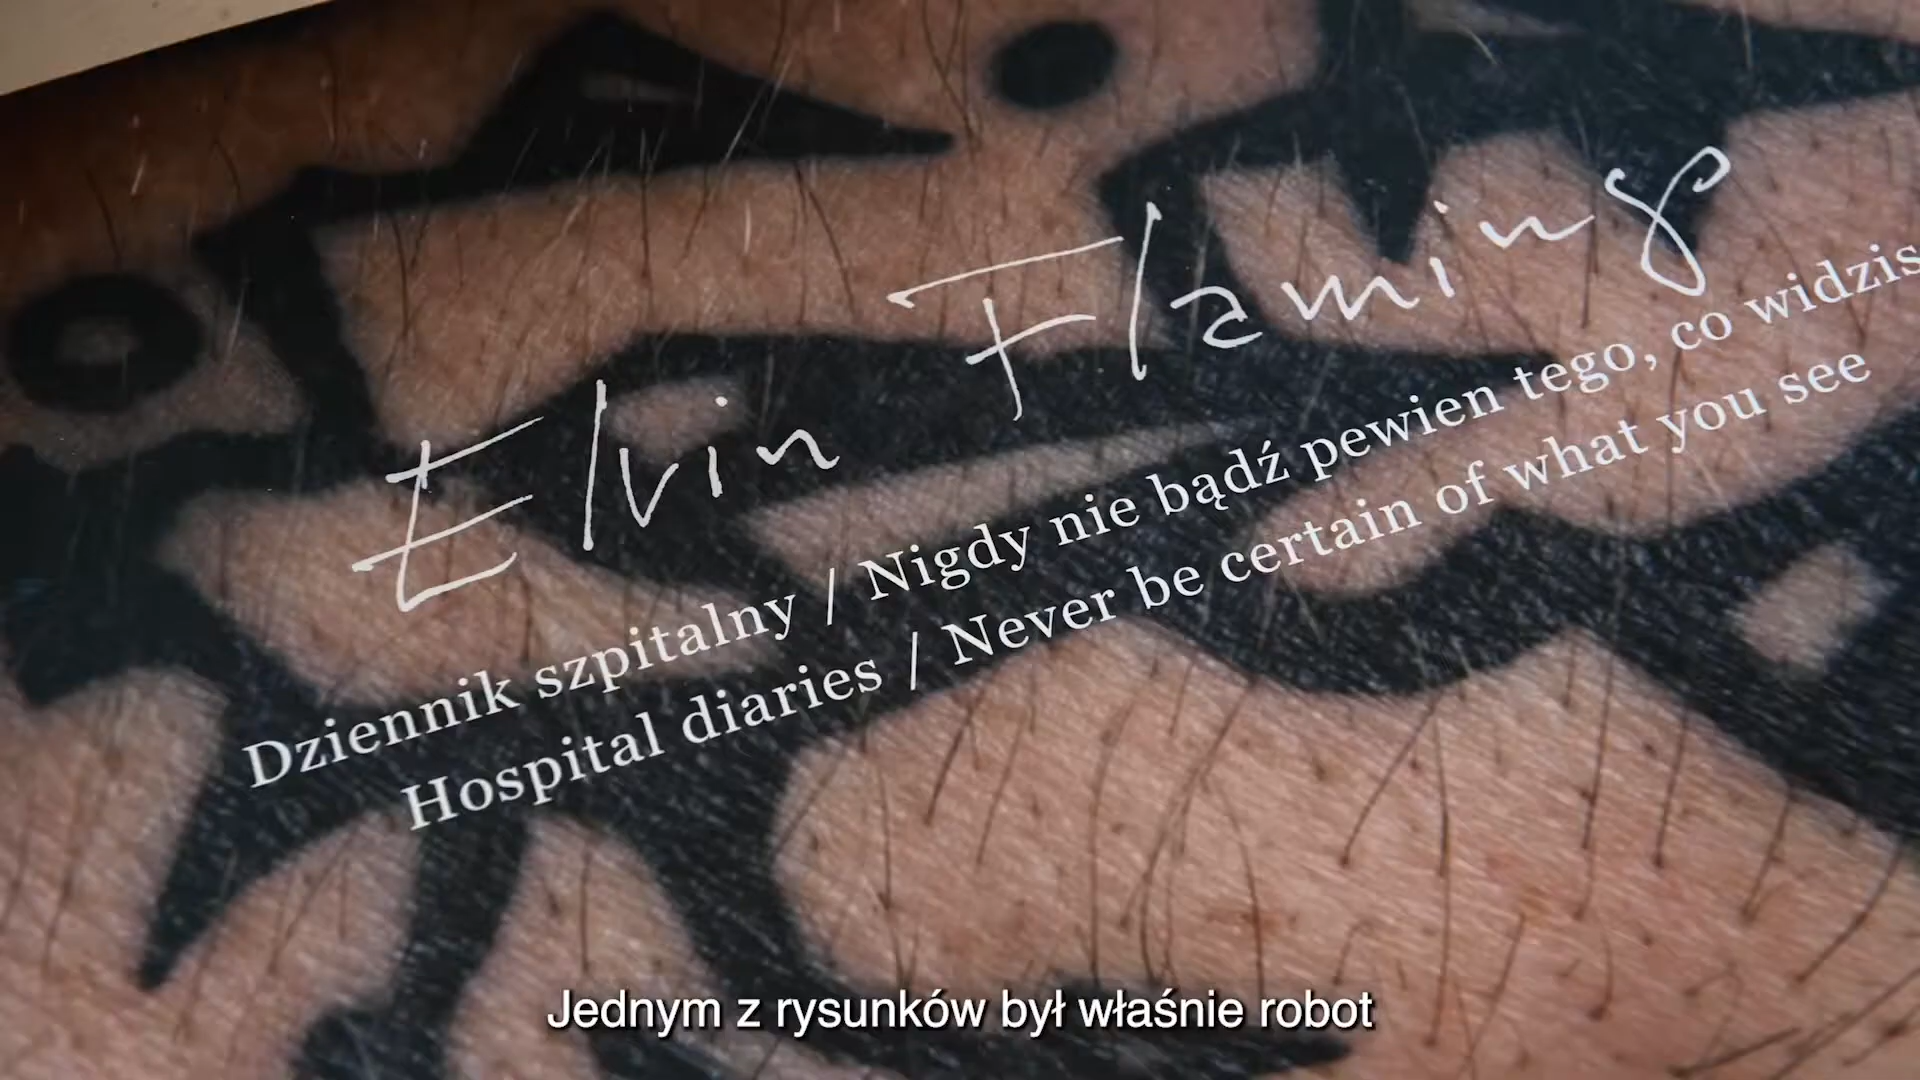 Elvin Flaming
Dziennik szpitalny / Nigdy nie bądź pewien tego, co widzis
Hospital diaries / Never be certain of what you see
Jednym z rysunków był właśnie robot